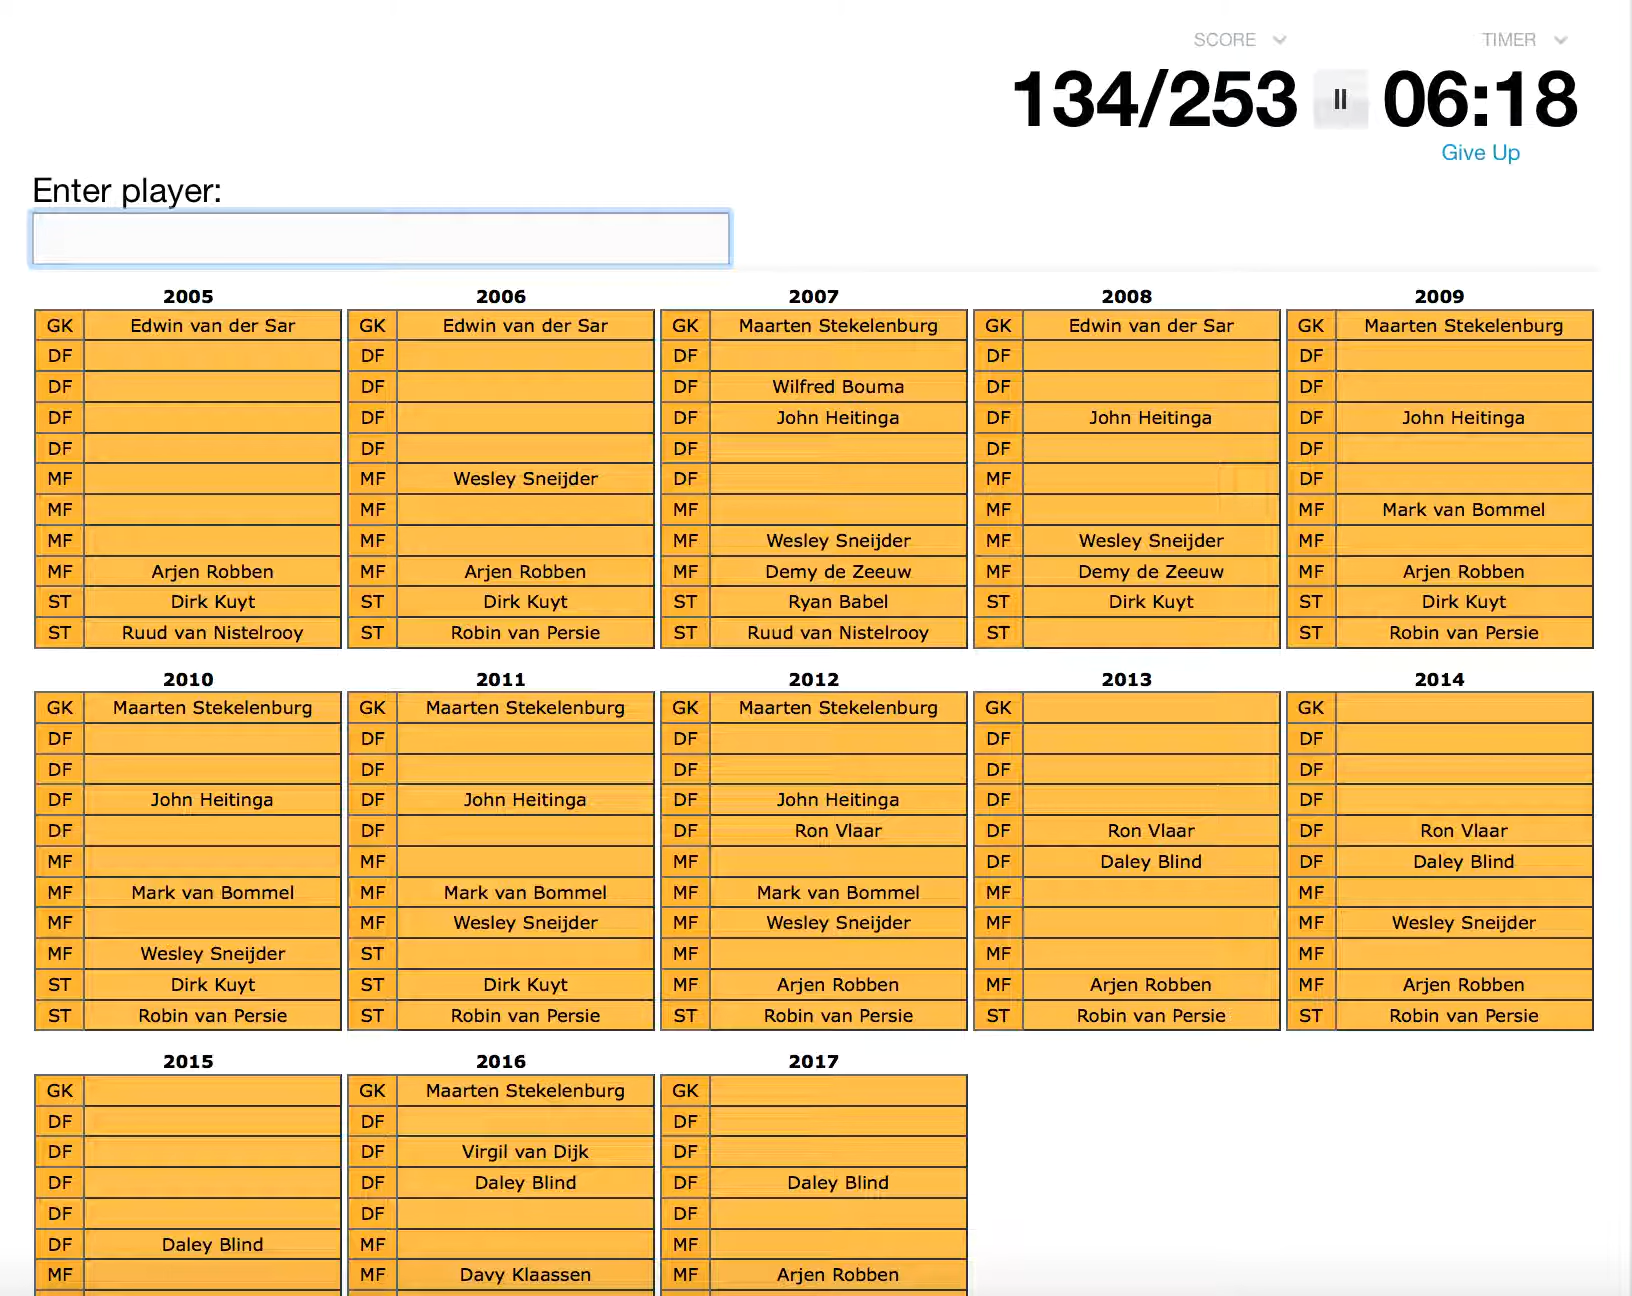 SCORE TIMER
134/253 06:18
Give Up
Enter player:
2005 2006 2007 2008 2009
GK Edwin van der Sar GK Edwin van der Sar GK Maarten Stekelenburg GK Edwin van der Sar GK Maarten Stekelenburg
DF DF DF DF DF
DF DF DF Wilfred Bouma DF DF
DF DF DF John Heitinga DF John Heitinga DF John Heitinga
DF DF DF DF DF
MF MF Wesley Sneijder DF MF DF
MF MF MF MF MF Mark van Bommel
MF MF MF Wesley Sneijder MF Wesley Sneijder MF
MF Arjen Robben MF Arjen Robben MF Demy de Zeeuw MF Demy de Zeeuw MF Arjen Robben
ST Dirk Kuyt ST Dirk Kuyt ST Ryan Babel ST Dirk Kuyt ST Dirk Kuyt
ST Ruud van Nistelrooy ST Robin van Persie ST Ruud van Nistelrooy ST ST Robin van Persie
2010 2011 2012 2013 2014
GK Maarten Stekelenburg GK Maarten Stekelenburg GK Maarten Stekelenburg GK GK
DF DF DF DF DF
DF DF DF DF DF
DF John Heitinga DF John Heitinga DF John Heitinga DF DF
DF DF DF Ron Vlaar DF Ron Vlaar DF Ron Vlaar
MF MF MF DF Daley Blind DF Daley Blind
MF Mark van Bommel MF Mark van Bommel MF Mark van Bommel MF MF
MF MF Wesley Sneijder MF Wesley Sneijder MF MF Wesley Sneijder
MF Wesley Sneijder ST MF MF MF
ST Dirk Kuyt ST Dirk Kuyt MF Arjen Robben MF Arjen Robben MF Arjen Robben
ST Robin van Persie ST Robin van Persie ST Robin van Persie ST Robin van Persie ST Robin van Persie
2015 2016 2017
GK GK Maarten Stekelenburg GK
DF DF DF
DF DF Virgil van Dijk DF
DF DF Daley Blind DF Daley Blind
DF DF DF
DF Daley Blind MF MF
MF MF Davy Klaassen MF Arjen Robben